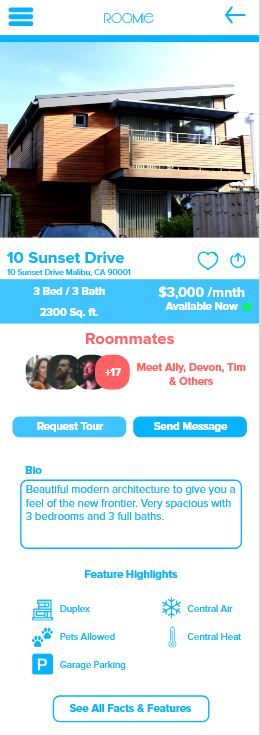 ROOMIE
10 Sunset Drive
10 Sunset Drive Malibu, CA 90001
3 Bed / 3 Bath
$3,000 /mnth
Available Now
2300 Sq. ft.
Roommates
+17
Meet Ally, Devon, Tim
& Others
Request Tour
Send Message
Bio
Beautiful modern architecture to give you a
feel of the new frontier. Very spacious with
3 bedrooms and 3 full baths.
Feature Highlights
Duplex
Central Air
Pets Allowed
Central Heat
P
Garage Parking
See All Facts & Features